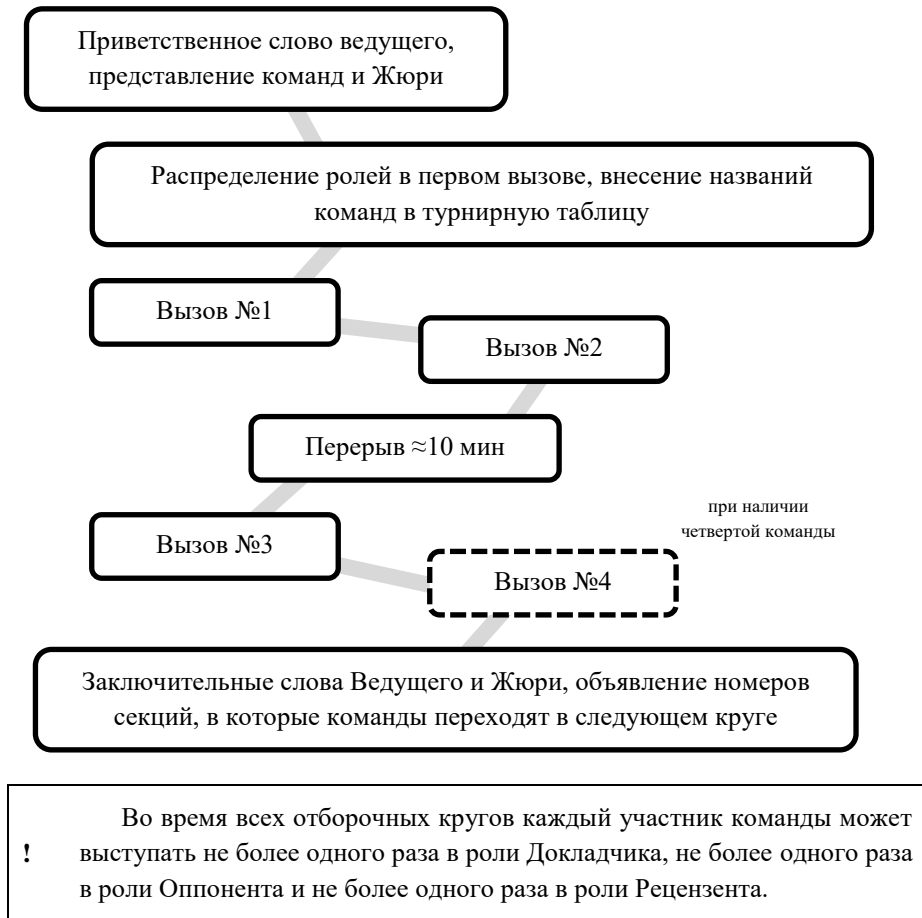 Приветственное слово ведущего,
представление команд и Жюри
Распределение ролей в первом вызове, внесение названий
команд в турнирную таблицу
Вызов №1
Вызов №2
Перерыв ≈10 мин
при наличии
четвертой команды
Вызов №3
Вызов №4
Заключительные слова Ведущего и Жюри, объявление номеров
секций, в которые команды переходят в следующем круге
Во время всех отборочных кругов каждый участник команды может
! выступать не более одного раза в роли Докладчика, не более одного раза
в роли Оппонента и не более одного раза в роли Рецензента.